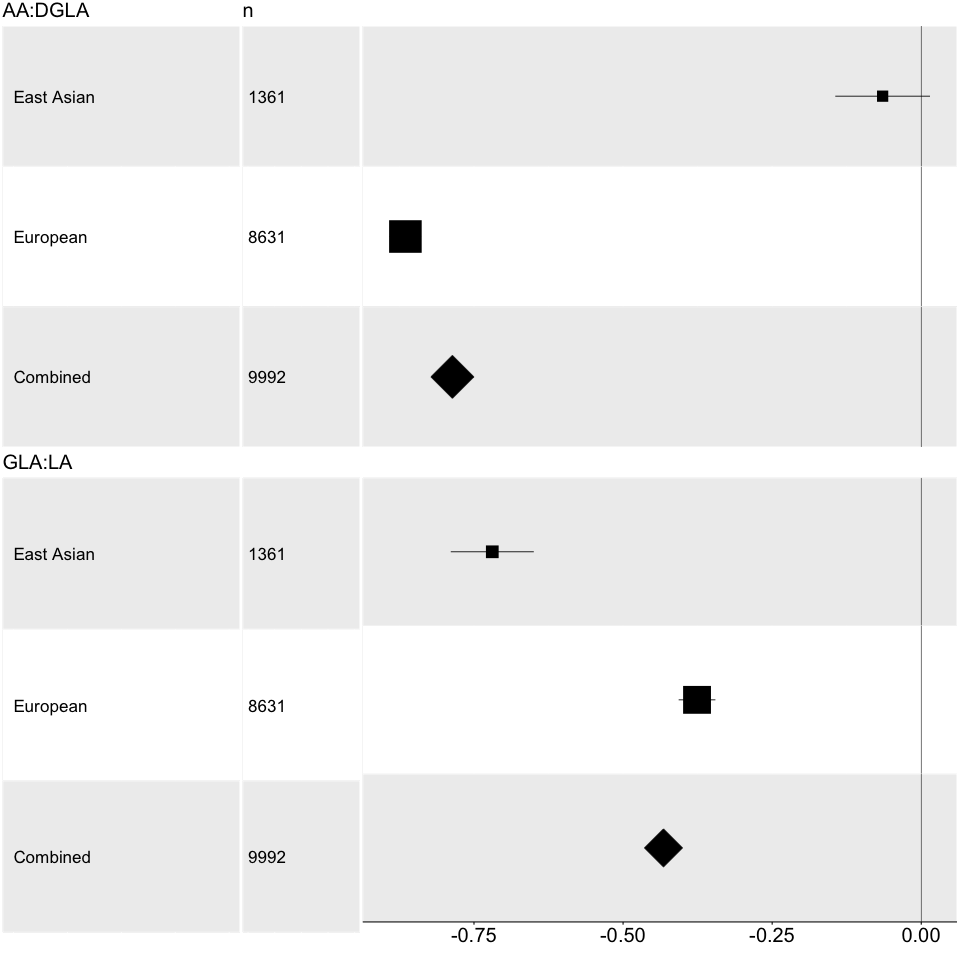 AA:DGLA n
East Asian 1361
European 8631
Combined 9992
GLA:LA
East Asian 1361
European 8631
Combined 9992
-0.75 -0.50 -0.25 0.00